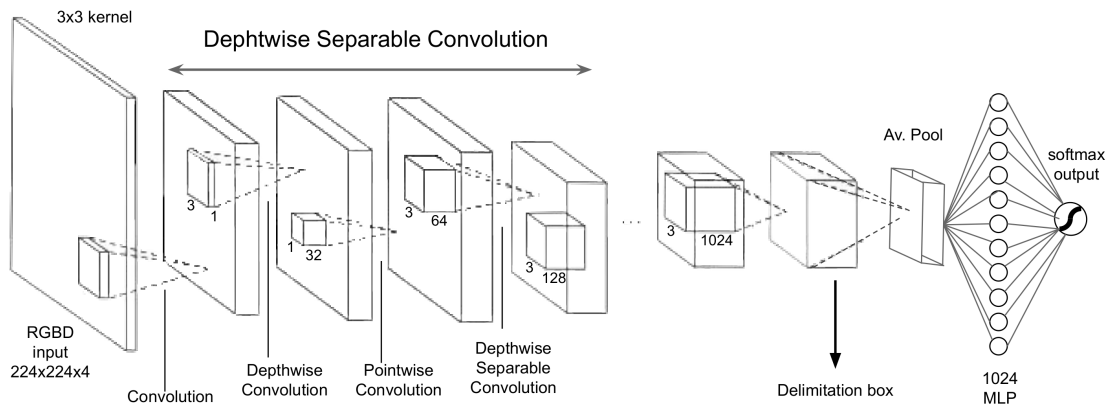 3x3 kernel
Dephtwise Separable Convolution
3
1
1
32
3
64
3
128
...
3
1024
Av. Pool
softmax
output
RGBD
input
224x224x4
Convolution
Depthwise
Convolution
Pointwise
Convolution
Depthwise
Separable
Convolution
Delimitation box
1024
MLP